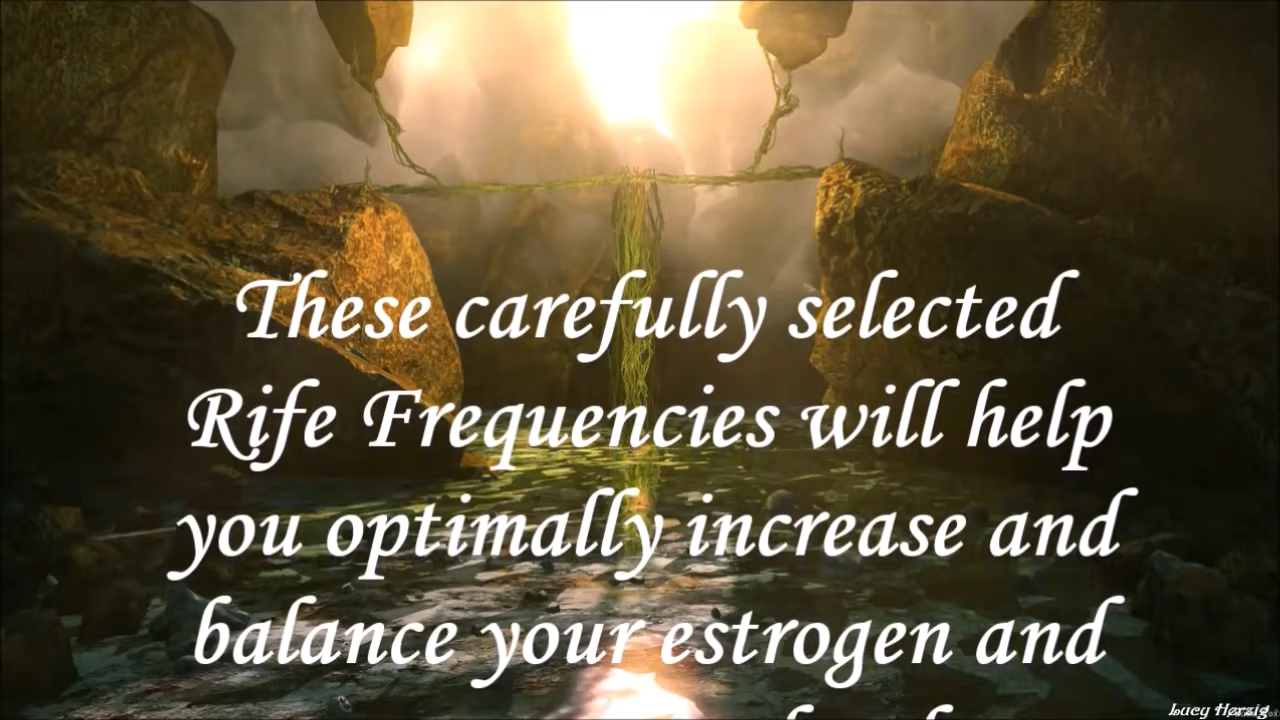 These carefully selected
Rife Frequencies will help
you optimally increase and
balance your estrogen and
Lucy Herzig